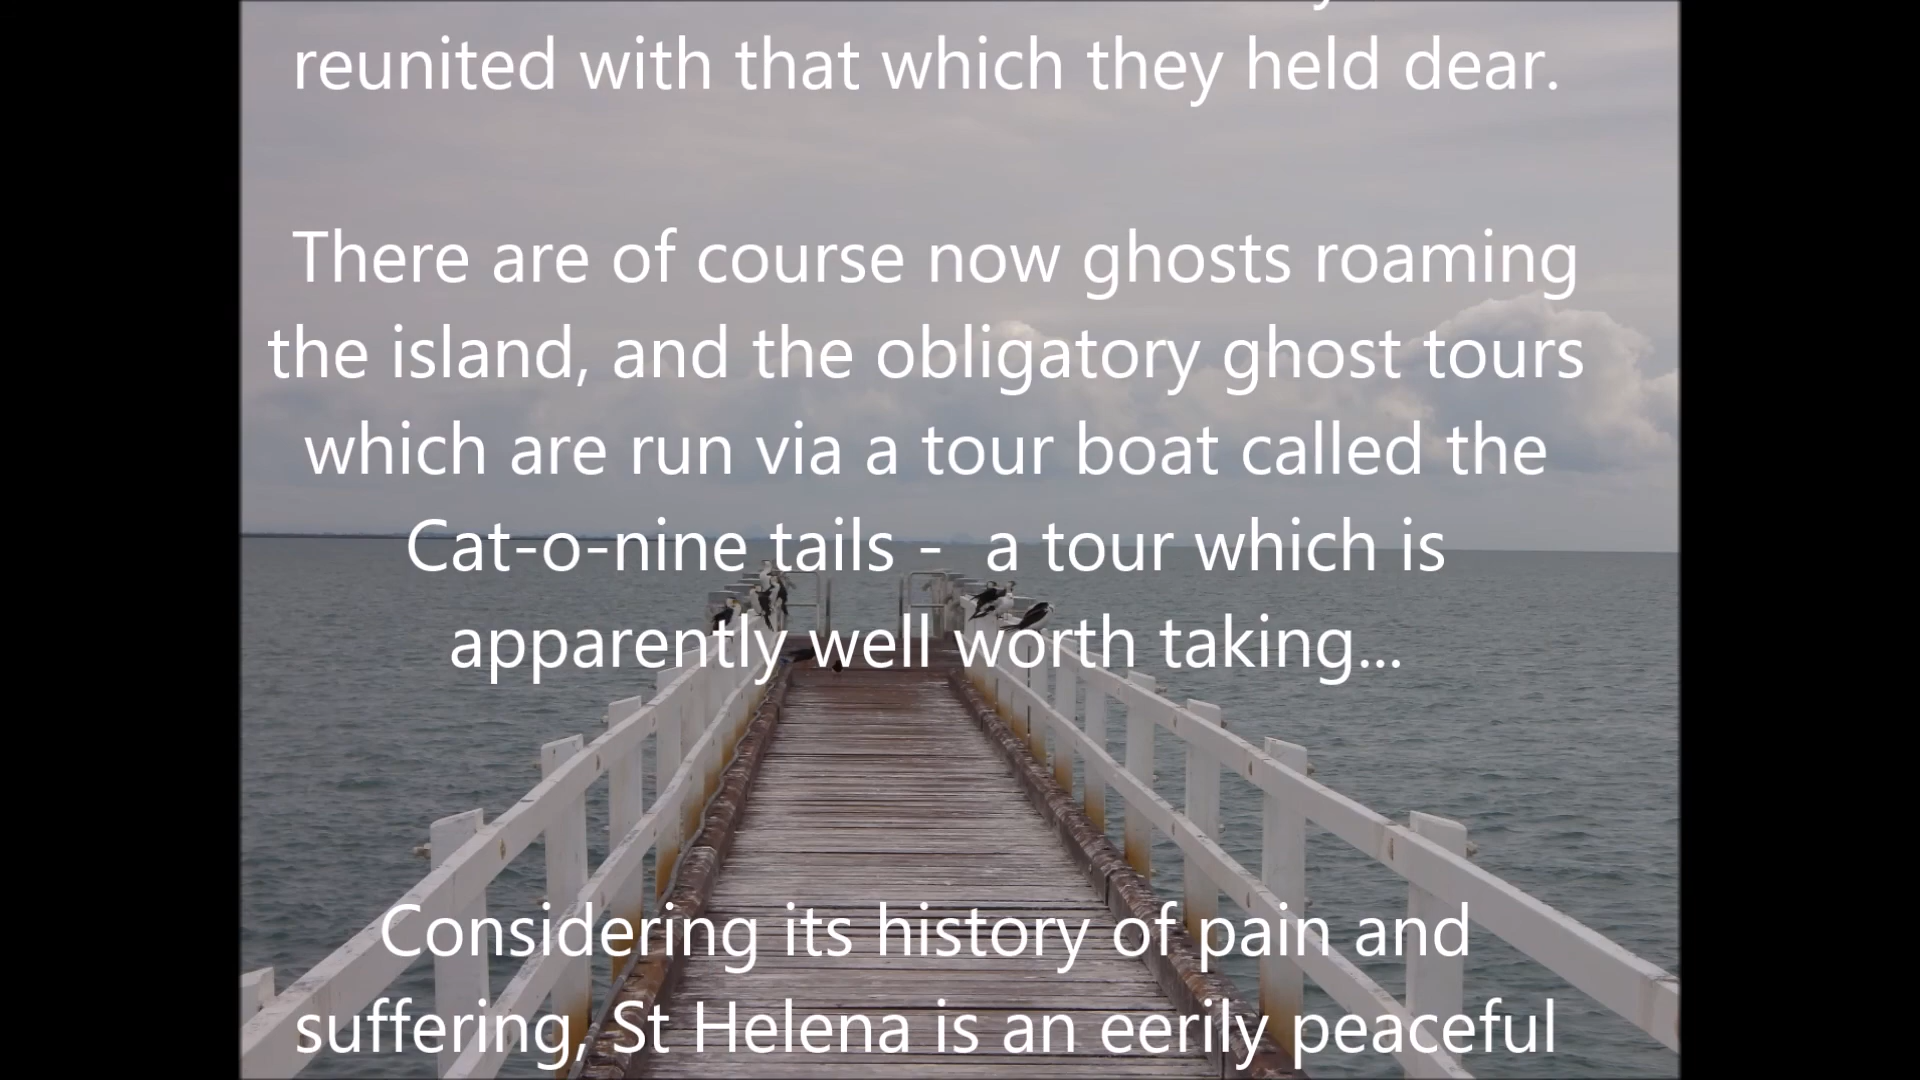 reunited with that which they held dear.
There are of course now ghosts roaming
the island, and the obligatory ghost tours
which are run via a tour boat called the
Cat-o-nine tails -  a tour which is
apparently well worth taking...
Considering its history of pain and
suffering, St Helena is an eerily peaceful